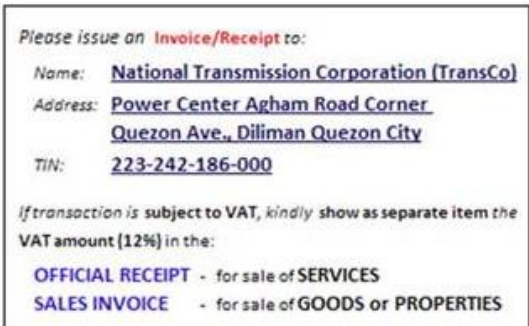 Please issue an Invoice/Receipt to:
Name: National Transmission Corporation (TransCo)
Address: Power Center Agham Road Corner
Quezon Ave., Diliman Quezon City
TIN: 223-242-186-000
If transaction is subject to VAT, kindly show as separate item the
VAT amount (12%) in the:
OFFICIAL RECEIPT - for sale of SERVICES
SALES INVOICE - for sale of GOODS or PROPERTIES